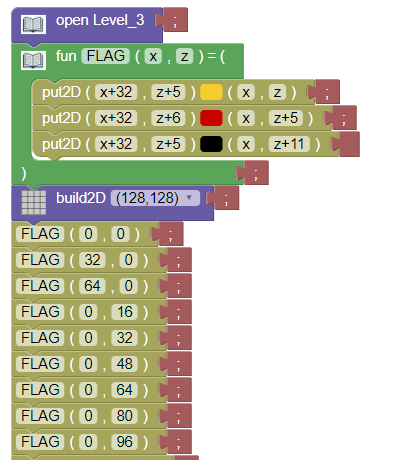 open Level_3 ;
fun FLAG ( x , z ) = (
put2D ( x+32 , z+5 ) ( x , z ) ;
put2D ( x+32 , z+6 ) ( x , z+5 ) ;
put2D ( x+32 , z+5 ) ( x , z+11 ) ;
) ;
build2D (128,128) ▾ ;
FLAG ( 0 , 0 ) ;
FLAG ( 32 , 0 ) ;
FLAG ( 64 , 0 ) ;
FLAG ( 0 , 16 ) ;
FLAG ( 0 , 32 ) ;
FLAG ( 0 , 48 ) ;
FLAG ( 0 , 64 ) ;
FLAG ( 0 , 80 ) ;
FLAG ( 0 , 96 ) ;